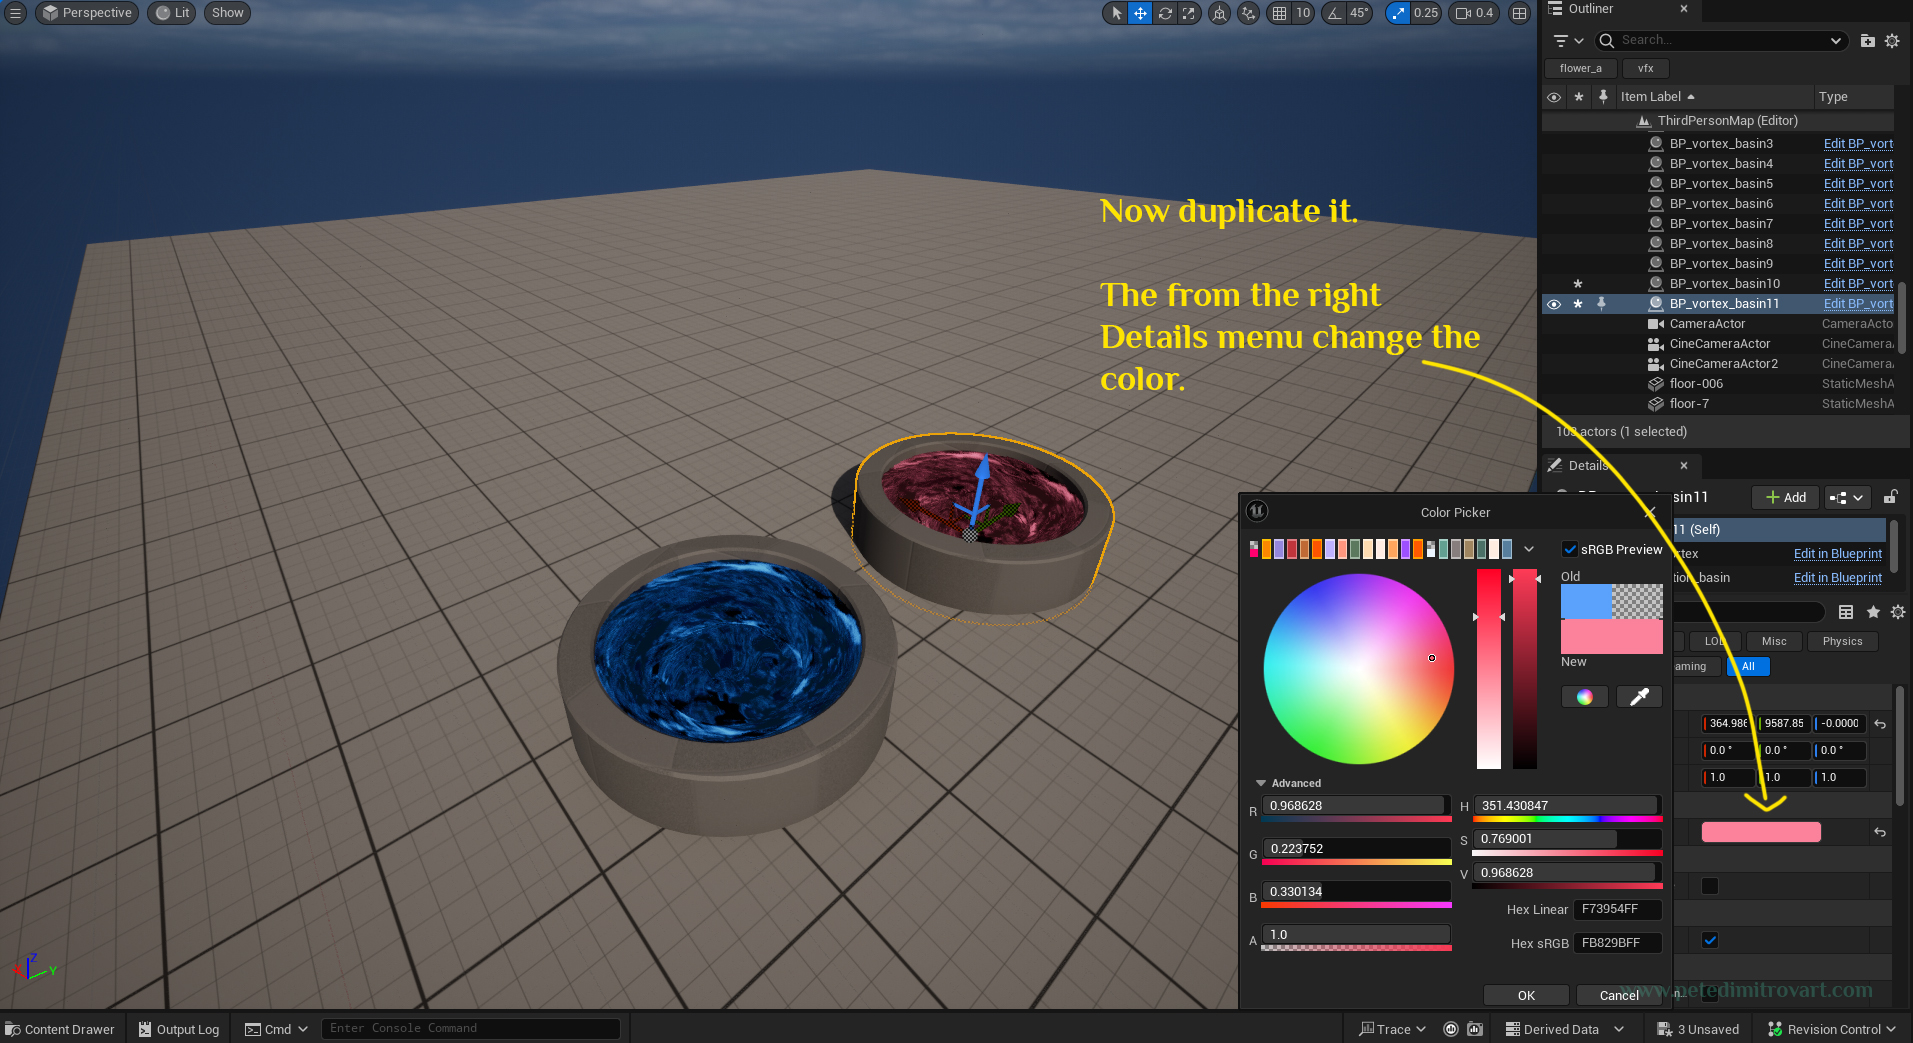 Perspective Lit Show 10 45° 0.25 0.4
Outliner
Search...
flower_a vfx
Item Label Type
ThirdPersonMap (Editor)
BP_vortex_basin3 Edit BP_vort
BP_vortex_basin4 Edit BP_vort
BP_vortex_basin5 Edit BP_vort
BP_vortex_basin6 Edit BP_vort
BP_vortex_basin7 Edit BP_vort
BP_vortex_basin8 Edit BP_vort
BP_vortex_basin9 Edit BP_vort
BP_vortex_basin10 Edit BP_vort
BP_vortex_basin11 Edit BP_vort
CameraActor CameraActo
CineCameraActor CineCamera
CineCameraActor2 CineCamera
floor-006 StaticMeshA
floor-7 StaticMeshA
actors (1 selected)
Now duplicate it.
The from the right
Details menu change the
color.
Details
sin11 Add
11 (Self)
rtex Edit in Blueprint
tion_basin Edit in Blueprint
LOD Misc Physics
aming All
364.986 9587.85 -0.0000
0.0 ° 0.0 ° 0.0 °
1.0 1.0 1.0
Color Picker
sRGB Preview
Old
New
Advanced
R 0.968628 H 351.430847
G 0.223752 S 0.769001
B 0.330134 V 0.968628
A 1.0
Hex Linear F73954FF
Hex sRGB FB829BFF
OK Cancel
www.petedimitrovart.com
Z
X Y
Content Drawer Output Log Cmd Enter Console Command Trace Derived Data 3 Unsaved Revision Control